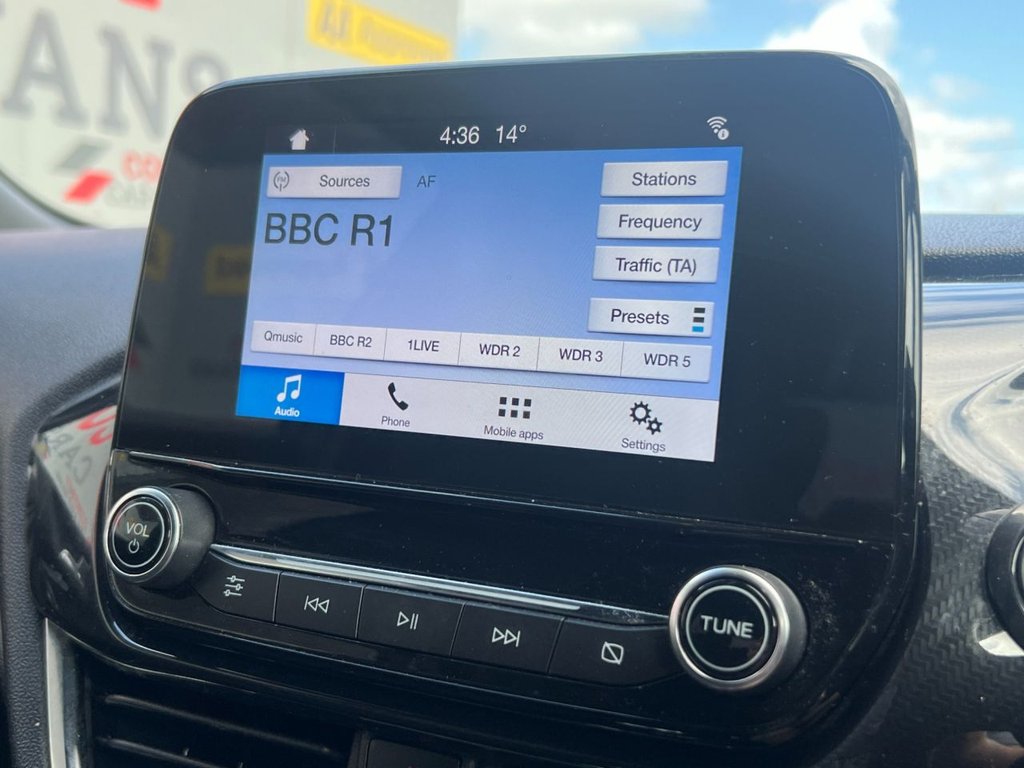 4:36 14°
FM Sources AF
Stations
BBC R1
Frequency
Traffic (TA)
Presets
Qmusic BBC R2 1LIVE WDR 2 WDR 3 WDR 5
Audio Phone Mobile apps Settings
VOL
TUNE